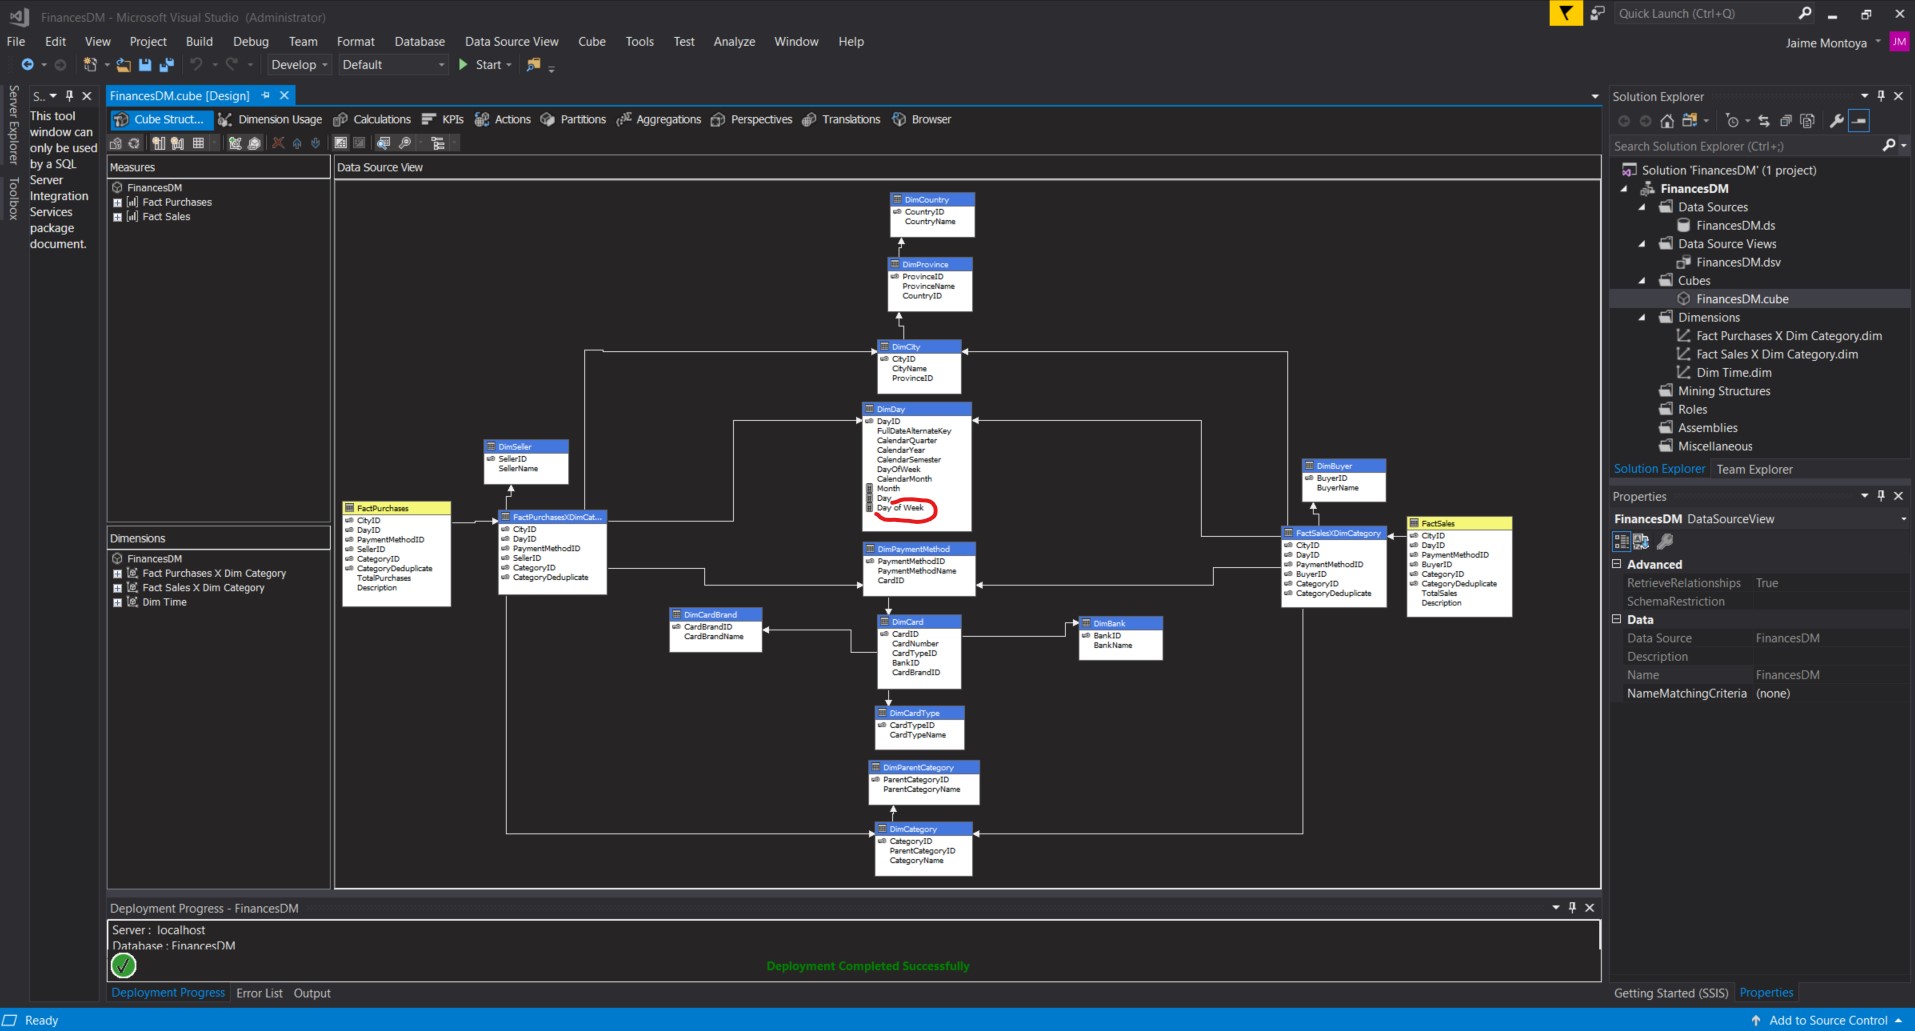 FinancesDM - Microsoft Visual Studio (Administrator)
Quick Launch (Ctrl+Q)
File Edit View Project Build Debug Team Format Database Data Source View Cube Tools Test Analyze Window Help
Jaime Montoya JM
Develop Default Start
Server Explorer
Toolbox
S..
This tool
window can
only be used
by a SQL
Server
Integration
Services
package
document.
FinancesDM.cube [Design]
Cube Struct... Dimension Usage Calculations KPIs Actions Partitions Aggregations Perspectives Translations Browser
Measures
FinancesDM
Fact Purchases
Fact Sales
Dimensions
FinancesDM
Fact Purchases X Dim Category
Fact Sales X Dim Category
Dim Time
Data Source View
DimCountry
CountryID
CountryName
DimProvince
ProvinceID
ProvinceName
CountryID
DimCity
CityID
CityName
ProvinceID
DimDay
DayID
FullDateAlternateKey
CalendarQuarter
CalendarYear
CalendarSemester
DayOfWeek
CalendarMonth
Month
Day
Day of Week
DimSeller
SellerID
SellerName
DimBuyer
BuyerID
BuyerName
FactPurchases
CityID
DayID
PaymentMethodID
SellerID
CategoryID
CategoryDeduplicate
TotalPurchases
Description
FactPurchasesXDimCat...
CityID
DayID
PaymentMethodID
SellerID
CategoryID
CategoryDeduplicate
FactSalesXDimCategory
CityID
DayID
PaymentMethodID
BuyerID
CategoryID
CategoryDeduplicate
FactSales
CityID
DayID
PaymentMethodID
BuyerID
CategoryID
CategoryDeduplicate
TotalSales
Description
DimPaymentMethod
PaymentMethodID
PaymentMethodName
CardID
DimCardBrand
CardBrandID
CardBrandName
DimCard
CardID
CardNumber
CardTypeID
BankID
CardBrandID
DimBank
BankID
BankName
DimCardType
CardTypeID
CardTypeName
DimParentCategory
ParentCategoryID
ParentCategoryName
DimCategory
CategoryID
ParentCategoryID
CategoryName
Deployment Progress - FinancesDM
Server : localhost
Database : FinancesDM
Deployment Completed Successfully
Deployment Progress Error List Output
Solution Explorer
Search Solution Explorer (Ctrl+;)
Solution 'FinancesDM' (1 project)
FinancesDM
Data Sources
FinancesDM.ds
Data Source Views
FinancesDM.dsv
Cubes
FinancesDM.cube
Dimensions
Fact Purchases X Dim Category.dim
Fact Sales X Dim Category.dim
Dim Time.dim
Mining Structures
Roles
Assemblies
Miscellaneous
Solution Explorer Team Explorer
Properties
FinancesDM DataSourceView
Advanced
RetrieveRelationships True
SchemaRestriction
Data
Data Source FinancesDM
Description
Name FinancesDM
NameMatchingCriteria (none)
Getting Started (SSIS) Properties
Ready
Add to Source Control